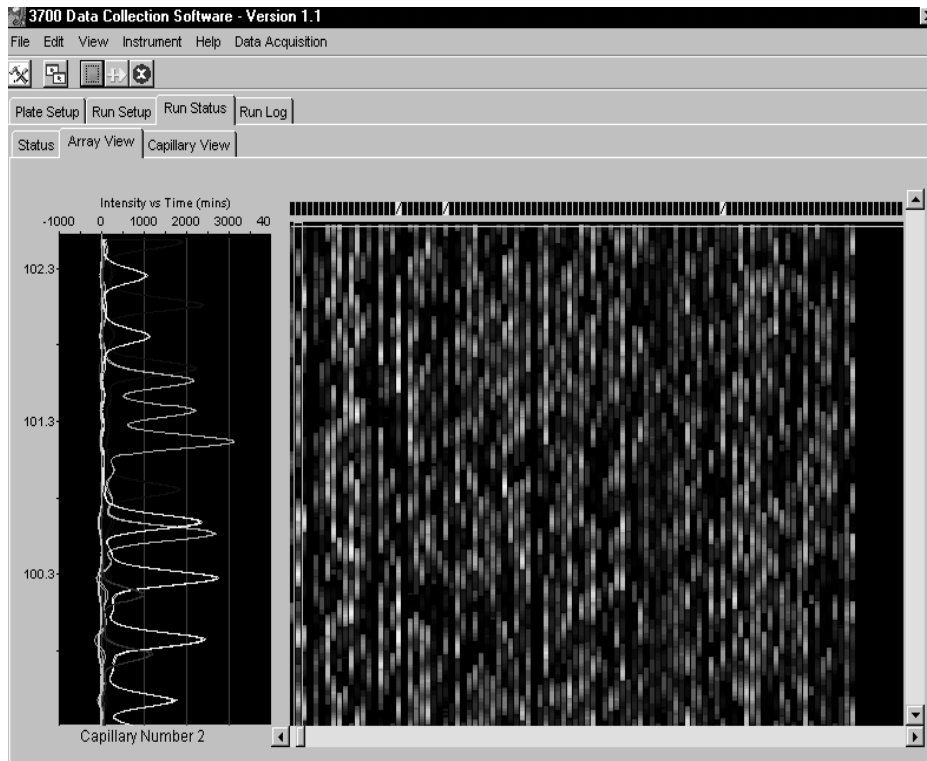 3700 Data Collection Software - Version 1.1
File Edit View Instrument Help Data Acquisition
Plate Setup Run Setup Run Status Run Log
Status Array View Capillary View
Intensity vs Time (mins)
-1000 0 1000 2000 3000 40
102.3
101.3
100.3
Capillary Number 2